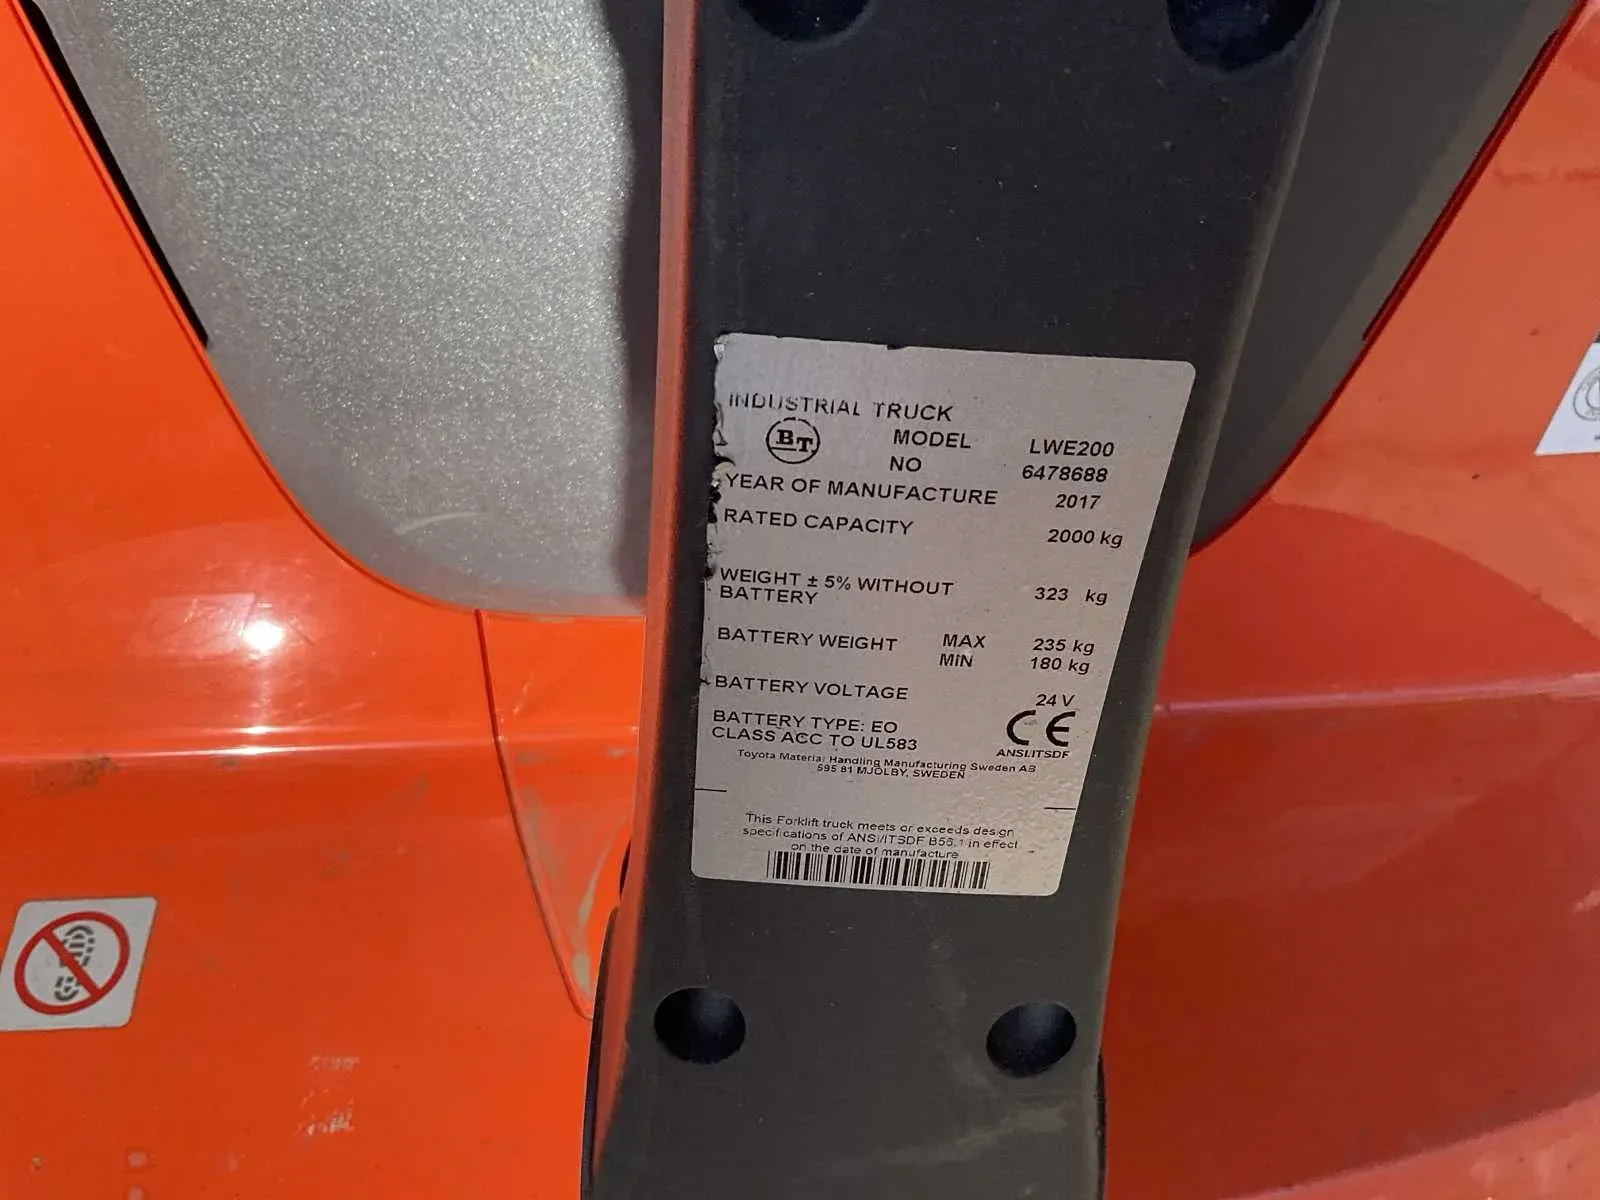 INDUSTRIAL TRUCK
BT MODEL LWE200
NO 6478688
YEAR OF MANUFACTURE 2017
RATED CAPACITY 2000 kg
WEIGHT ± 5% WITHOUT BATTERY 323 kg
BATTERY WEIGHT MAX 235 kg
MIN 180 kg
BATTERY VOLTAGE 24 V
BATTERY TYPE: EO
CLASS ACC TO UL583
CE
ANSI/ITSDF
Toyota Material Handling Manufacturing Sweden AB
595 81 MJÖLBY, SWEDEN
This Forklift truck meets or exceeds design
specifications of ANSI/ITSDF B56.1 in effect
on the date of manufacture